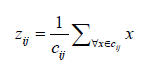 z_{ij} = \frac{1}{c_{ij}} \sum_{\forall x \in c_{ij}} x